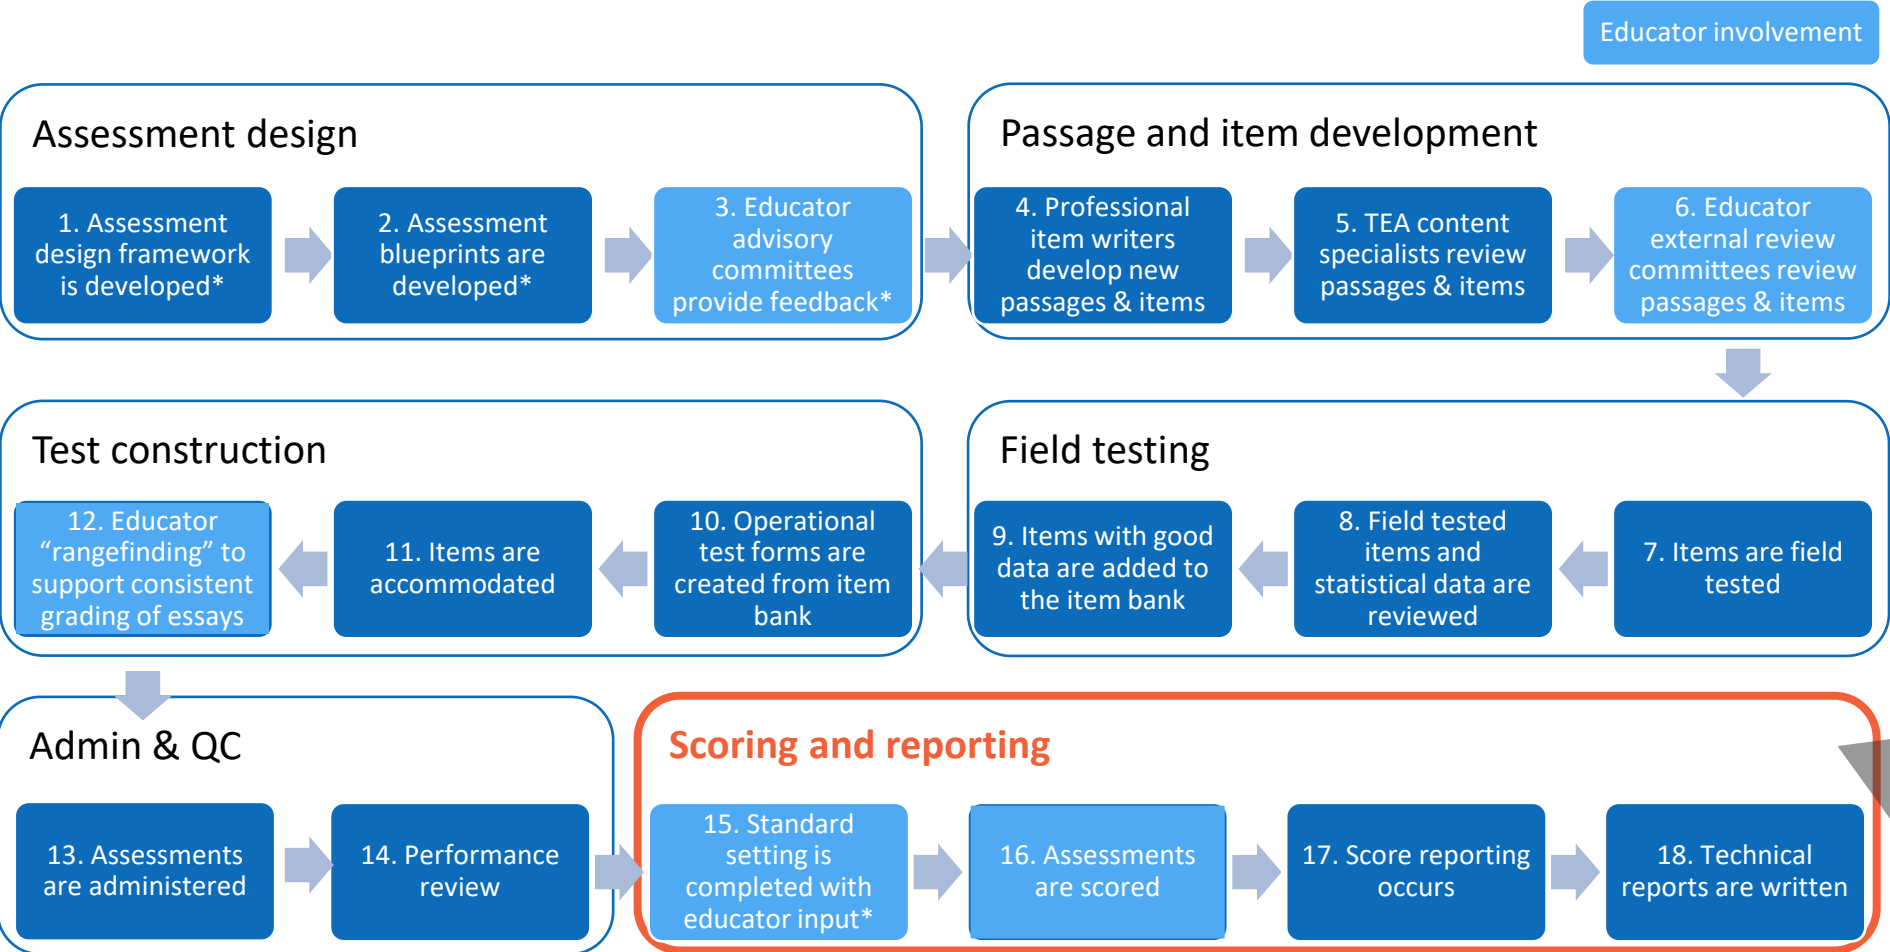 Educator involvement
Assessment design
1. Assessment
design framework
is developed*
2. Assessment
blueprints are
developed*
3. Educator
advisory
committees
provide feedback*
Passage and item development
4. Professional
item writers
develop new
passages & items
5. TEA content
specialists review
passages & items
6. Educator
external review
committees review
passages & items
Field testing
7. Items are field
tested
8. Field tested
items and
statistical data are
reviewed
9. Items with good
data are added to
the item bank
Test construction
10. Operational
test forms are
created from item
bank
11. Items are
accommodated
12. Educator
“rangefinding” to
support consistent
grading of essays
Admin & QC
13. Assessments
are administered
14. Performance
review
Scoring and reporting
15. Standard
setting is
completed with
educator input*
16. Assessments
are scored
17. Score reporting
occurs
18. Technical
reports are written